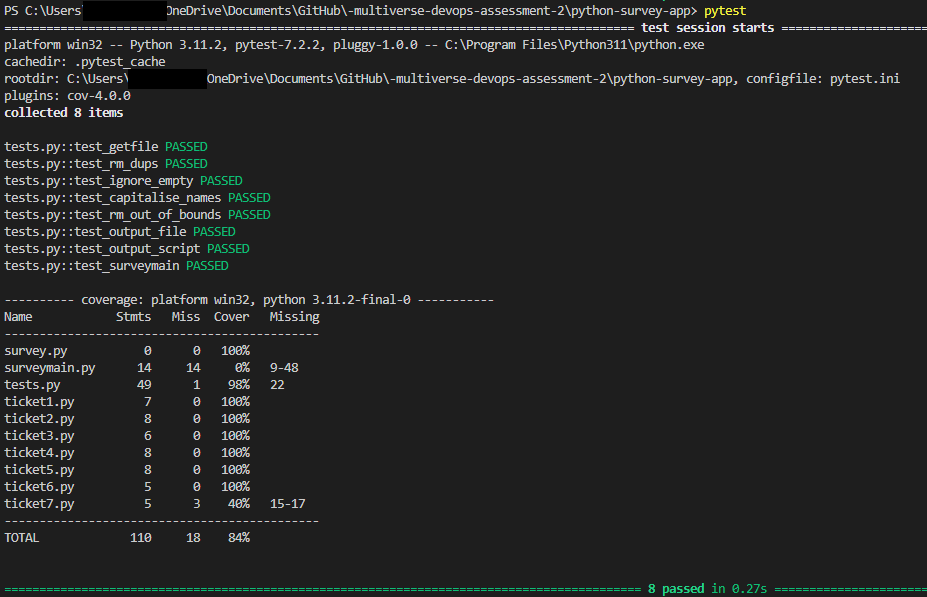 PS C:\Users\ OneDrive\Documents\GitHub\-multiverse-devops-assessment-2\python-survey-app> pytest
========================================================================================== test session starts =====================
platform win32 -- Python 3.11.2, pytest-7.2.2, pluggy-1.0.0 -- C:\Program Files\Python311\python.exe
cachedir: .pytest_cache
rootdir: C:\Users\ OneDrive\Documents\GitHub\-multiverse-devops-assessment-2\python-survey-app, configfile: pytest.ini
plugins: cov-4.0.0
collected 8 items
tests.py::test_getfile PASSED
tests.py::test_rm_dups PASSED
tests.py::test_ignore_empty PASSED
tests.py::test_capitalise_names PASSED
tests.py::test_rm_out_of_bounds PASSED
tests.py::test_output_file PASSED
tests.py::test_output_script PASSED
tests.py::test_surveymain PASSED
---------- coverage: platform win32, python 3.11.2-final-0 -----------
Name Stmts Miss Cover Missing
---------------------------------------------
survey.py 0 0 100%
surveymain.py 14 14 0% 9-48
tests.py 49 1 98% 22
ticket1.py 7 0 100%
ticket2.py 8 0 100%
ticket3.py 6 0 100%
ticket4.py 8 0 100%
ticket5.py 8 0 100%
ticket6.py 5 0 100%
ticket7.py 5 3 40% 15-17
---------------------------------------------
TOTAL 110 18 84%
========================================================================================== 8 passed in 0.27s ======================